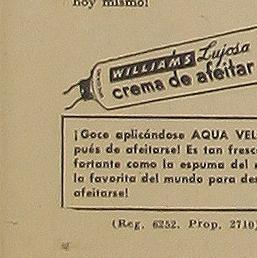 hoy mismo!
WILLIAMS Lujosa
crema de afeitar
¡Goce aplicándose AQUA VEL
pués de afeitarse! Es tan fresc
fortante como la espuma del
la favorita del mundo para de
afeitarse!
(Reg. 6252. Prop. 2710)